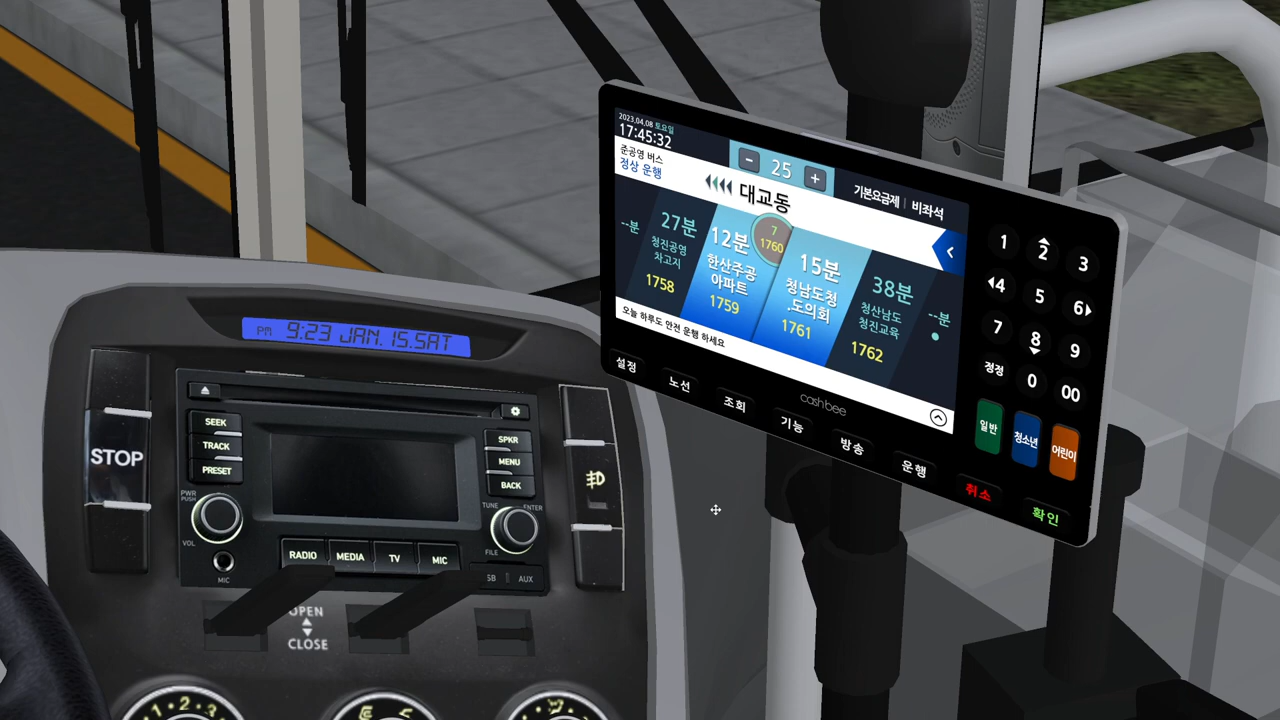 2023.04.08 토요일
17:45:32
− 25 +
기본요금제 | 비좌석
준공영 버스
정상 운행
대교동
--분
27분
청진공영
차고지
1758
12분
한산주공
아파트
1759
7
1760
15분
청남도청
.도의회
1761
38분
청산남도
청진교육
1762
--분
오늘 하루도 안전 운행 하세요
설정
노선
조회
기능
방송
운행
취소
확인
cashbee
1 2 3
4 5 6
7 8 9
정정 0 00
일반
청소년
어린이
PM 9:23 JAN.15.SAT
STOP
SEEK
TRACK
PRESET
PWR
PUSH
VOL
MIC
SPKR
MENU
BACK
TUNE
ENTER
FILE
RADIO
MEDIA
TV
MIC
SB
AUX
OPEN
CLOSE
1 2 3